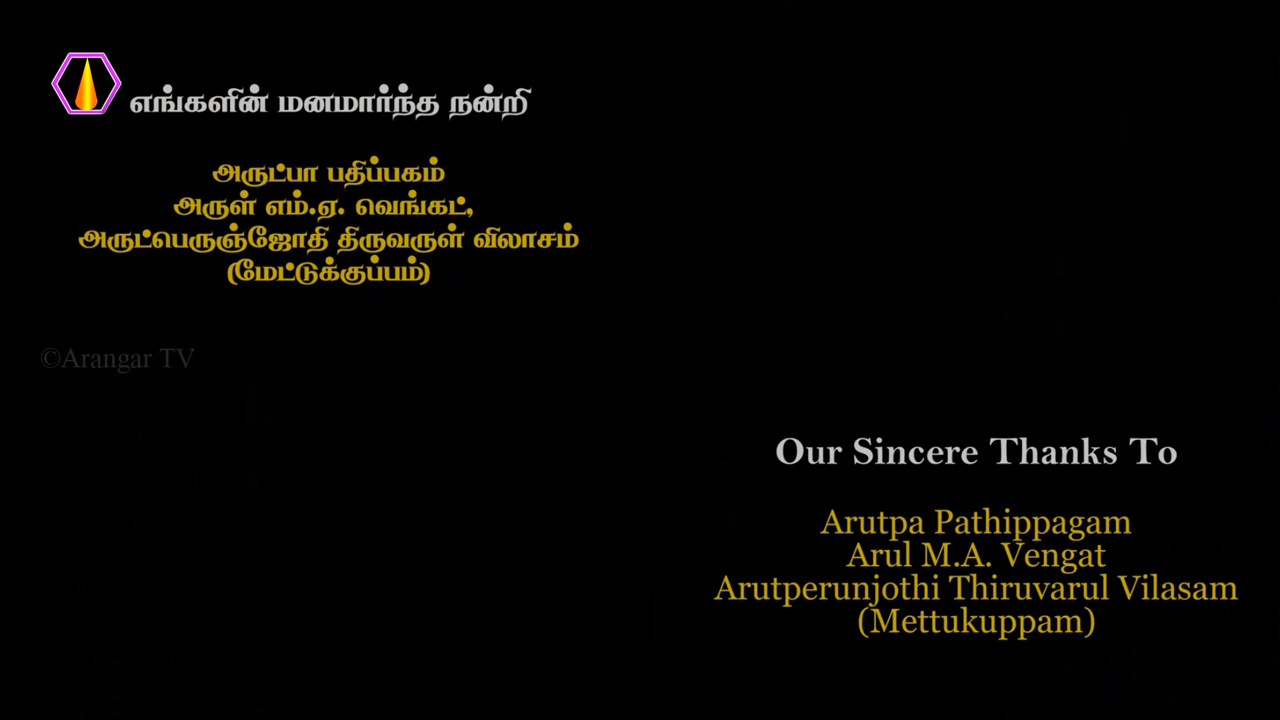 எங்களின் மனமார்ந்த நன்றி
அருட்பா பதிப்பகம்
அருள் எம்.ஏ. வெங்கட்,
அருட்பெருஞ்ஜோதி திருவருள் விலாசம்
(மேட்டுக்குப்பம்)
©Arangar TV
Our Sincere Thanks To
Arutpa Pathippagam
Arul M.A. Vengat
Arutperunjothi Thiruvarul Vilasam
(Mettukuppam)